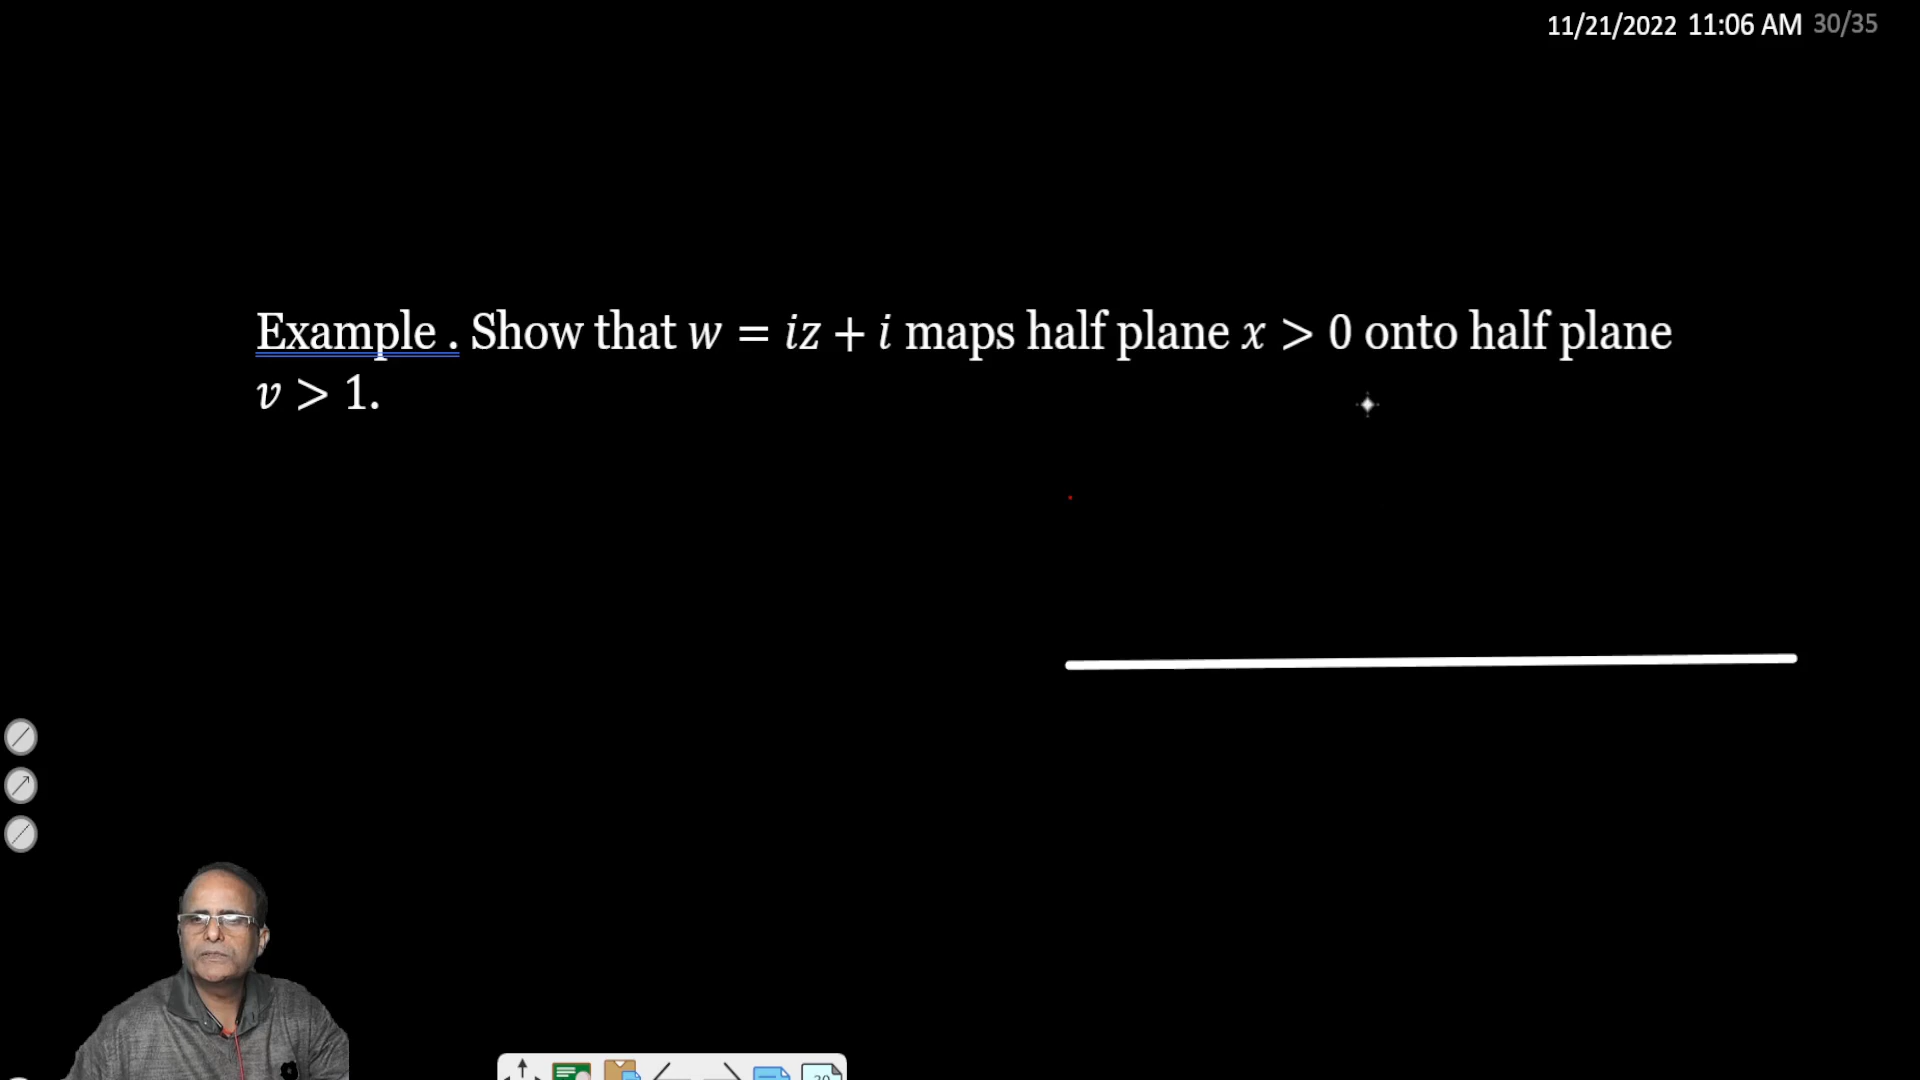 11/21/2022 11:06 AM 30/35
Example . Show that w = iz + i maps half plane x > 0 onto half plane
v > 1.